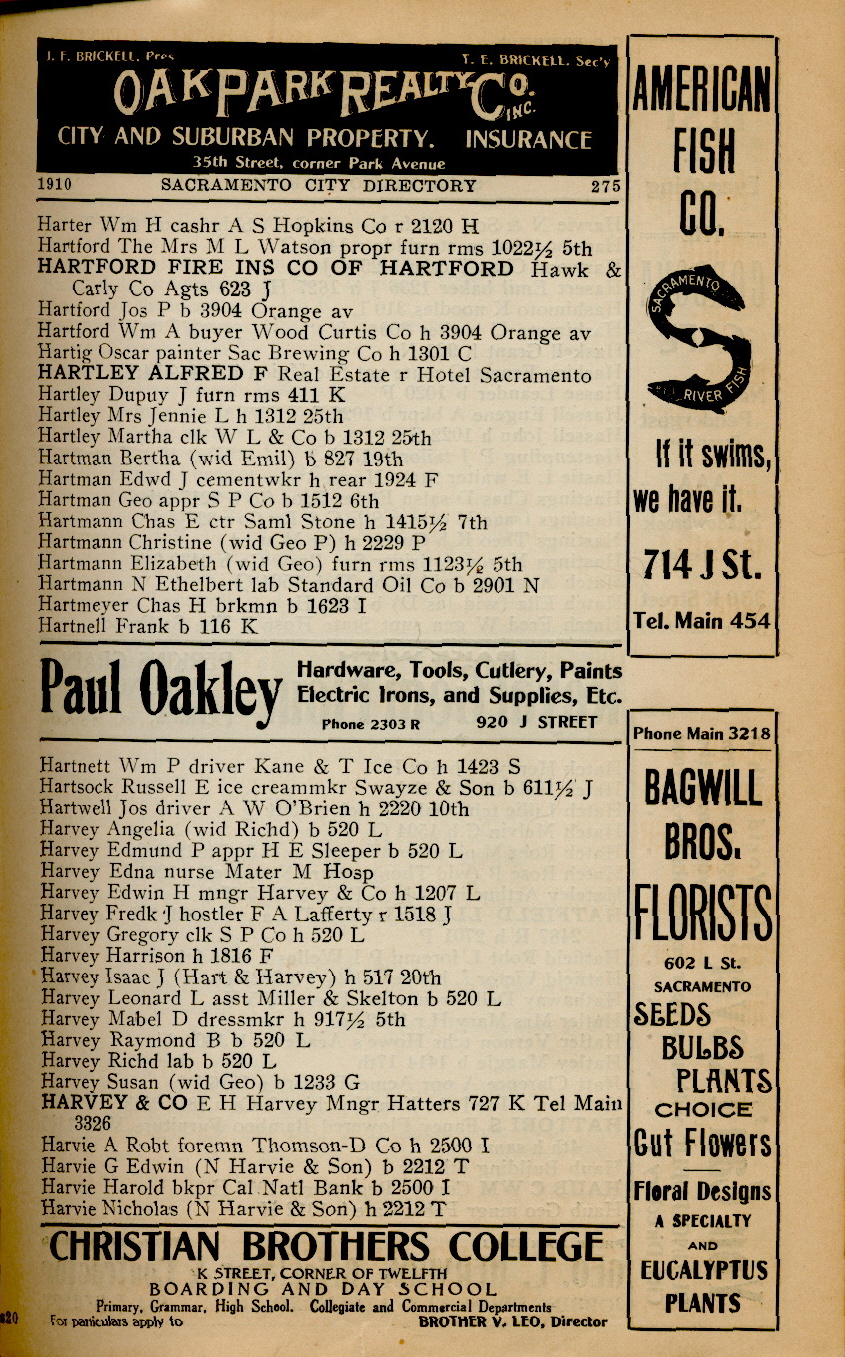 J. F. BRICKELL, Pres. T. E. BRICKELL, Sec'y
OAK PARK REALTY CO. INC.
CITY AND SUBURBAN PROPERTY. INSURANCE
35th Street, corner Park Avenue
1910 SACRAMENTO CITY DIRECTORY 275
Harter Wm H cashr A S Hopkins Co r 2120 H
Hartford The Mrs M L Watson propr furn rms 1022½ 5th
HARTFORD FIRE INS CO OF HARTFORD Hawk &
Carly Co Agts 623 J
Hartford Jos P b 3904 Orange av
Hartford Wm A buyer Wood Curtis Co h 3904 Orange av
Hartig Oscar painter Sac Brewing Co h 1301 C
HARTLEY ALFRED F Real Estate r Hotel Sacramento
Hartley Dupuy J furn rms 411 K
Hartley Mrs Jennie L h 1312 25th
Hartley Martha clk W L & Co b 1312 25th
Hartman Bertha (wid Emil) b 827 19th
Hartman Edwd J cementwkr h rear 1924 F
Hartman Geo appr S P Co b 1512 6th
Hartmann Chas E ctr Saml Stone h 1415½ 7th
Hartmann Christine (wid Geo P) h 2229 P
Hartmann Elizabeth (wid Geo) furn rms 1123½ 5th
Hartmann N Ethelbert lab Standard Oil Co b 2901 N
Hartmeyer Chas H brkmn b 1623 I
Hartnell Frank b 116 K
Paul Oakley
Hardware, Tools, Cutlery, Paints
Electric Irons, and Supplies, Etc.
Phone 2303 R 920 J STREET
Hartnett Wm P driver Kane & T Ice Co h 1423 S
Hartsock Russell E ice creammkr Swayze & Son b 611½ J
Hartwell Jos driver A W O'Brien h 2220 10th
Harvey Angelia (wid Richd) b 520 L
Harvey Edmund P appr H E Sleeper b 520 L
Harvey Edna nurse Mater M Hosp
Harvey Edwin H mngr Harvey & Co h 1207 L
Harvey Fredk J hostler F A Lafferty r 1518 J
Harvey Gregory clk S P Co h 520 L
Harvey Harrison h 1816 F
Harvey Isaac J (Hart & Harvey) h 517 20th
Harvey Leonard L asst Miller & Skelton b 520 L
Harvey Mabel D dressmkr h 917½ 5th
Harvey Raymond B b 520 L
Harvey Richd lab b 520 L
Harvey Susan (wid Geo) b 1233 G
HARVEY & CO E H Harvey Mngr Hatters 727 K Tel Main
3326
Harvie A Robt foremn Thomson-D Co h 2500 I
Harvie G Edwin (N Harvie & Son) b 2212 T
Harvie Harold bkpr Cal Natl Bank b 2500 I
Harvie Nicholas (N Harvie & Son) h 2212 T
CHRISTIAN BROTHERS COLLEGE
K STREET, CORNER OF TWELFTH
BOARDING AND DAY SCHOOL
Primary, Grammar, High School. Collegiate and Commercial Departments
For particulars apply to BROTHER V. LEO, Director
AMERICAN
FISH
CO.
SACRAMENTO
RIVER FISH
If it swims,
we have it.
714 J St.
Tel. Main 454
Phone Main 3218
BAGWILL
BROS.
FLORISTS
602 L St.
SACRAMENTO
SEEDS
BULBS
PLANTS
CHOICE
Cut Flowers
Floral Designs
A SPECIALTY
AND
EUCALYPTUS
PLANTS